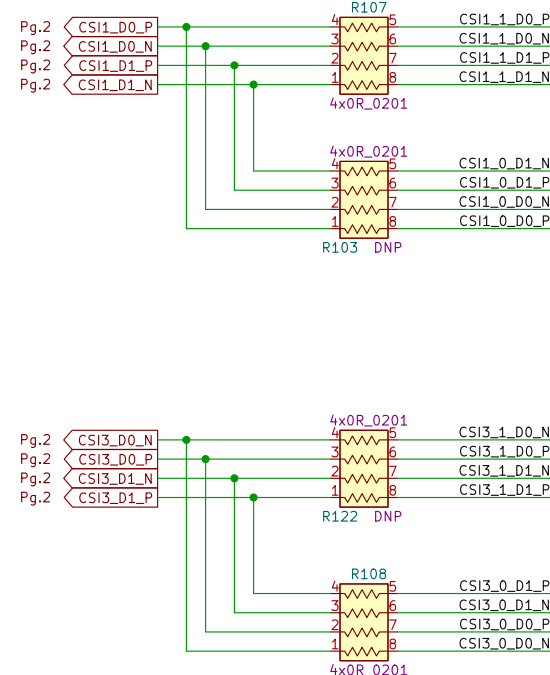 R107
Pg.2 CSI1_D0_P 4 5 CSI1_1_D0_P
Pg.2 CSI1_D0_N 3 6 CSI1_1_D0_N
Pg.2 CSI1_D1_P 2 7 CSI1_1_D1_P
Pg.2 CSI1_D1_N 1 8 CSI1_1_D1_N
4x0R_0201
4x0R_0201
4 5 CSI1_0_D1_N
3 6 CSI1_0_D1_P
2 7 CSI1_0_D0_N
1 8 CSI1_0_D0_P
R103 DNP
4x0R_0201
Pg.2 CSI3_D0_N 4 5 CSI3_1_D0_N
Pg.2 CSI3_D0_P 3 6 CSI3_1_D0_P
Pg.2 CSI3_D1_N 2 7 CSI3_1_D1_N
Pg.2 CSI3_D1_P 1 8 CSI3_1_D1_P
R122 DNP
R108
4 5 CSI3_0_D1_P
3 6 CSI3_0_D1_N
2 7 CSI3_0_D0_P
1 8 CSI3_0_D0_N
4x0R_0201